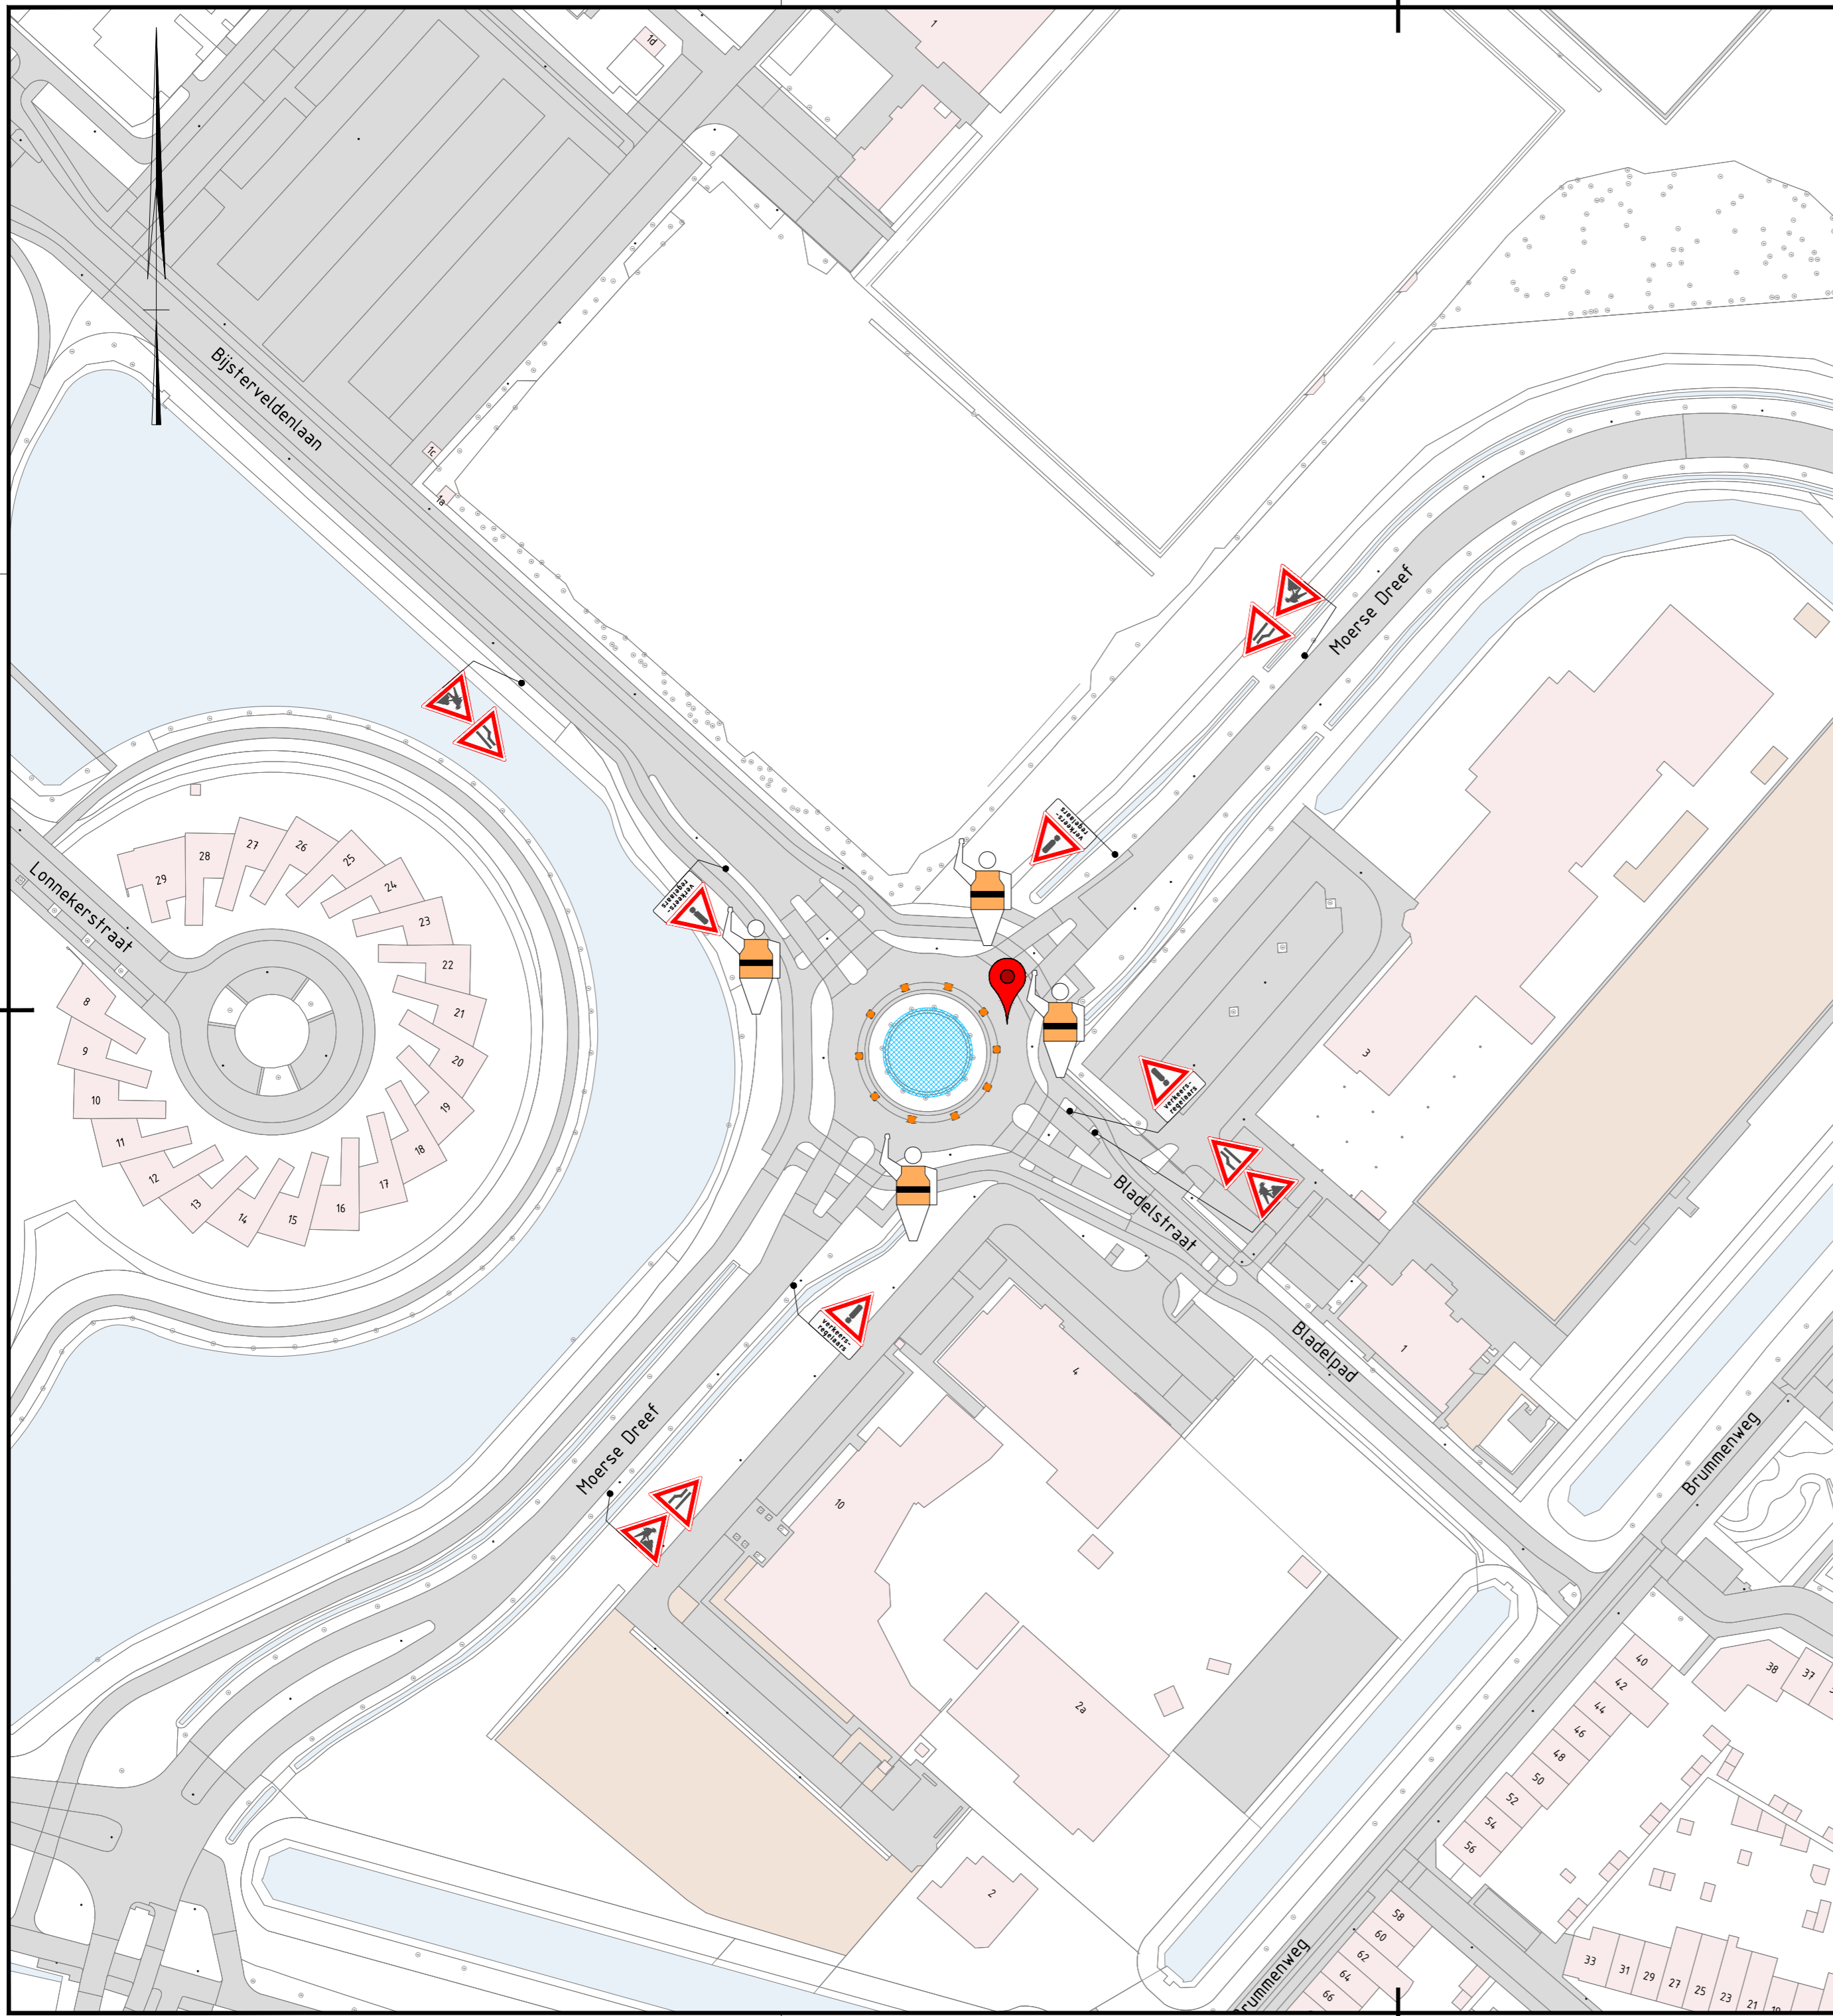 1
1d
Bijsterveldenlaan
1c
1a
Moerse Dreef
verkeers-
regelaars
verkeers-
regelaars
Lonnekerstraat
29
28
27
26
25
24
23
22
21
20
19
18
17
16
15
14
13
12
11
10
9
8
3
verkeers-
regelaars
Bladelstraat
verkeers-
regelaars
Bladelpad
1
4
Moerse Dreef
10
Brummenweg
2a
2
40
42
44
46
48
50
52
54
56
38
37
58
60
62
64
66
33
31
29
27
25
23
21
Brummenweg